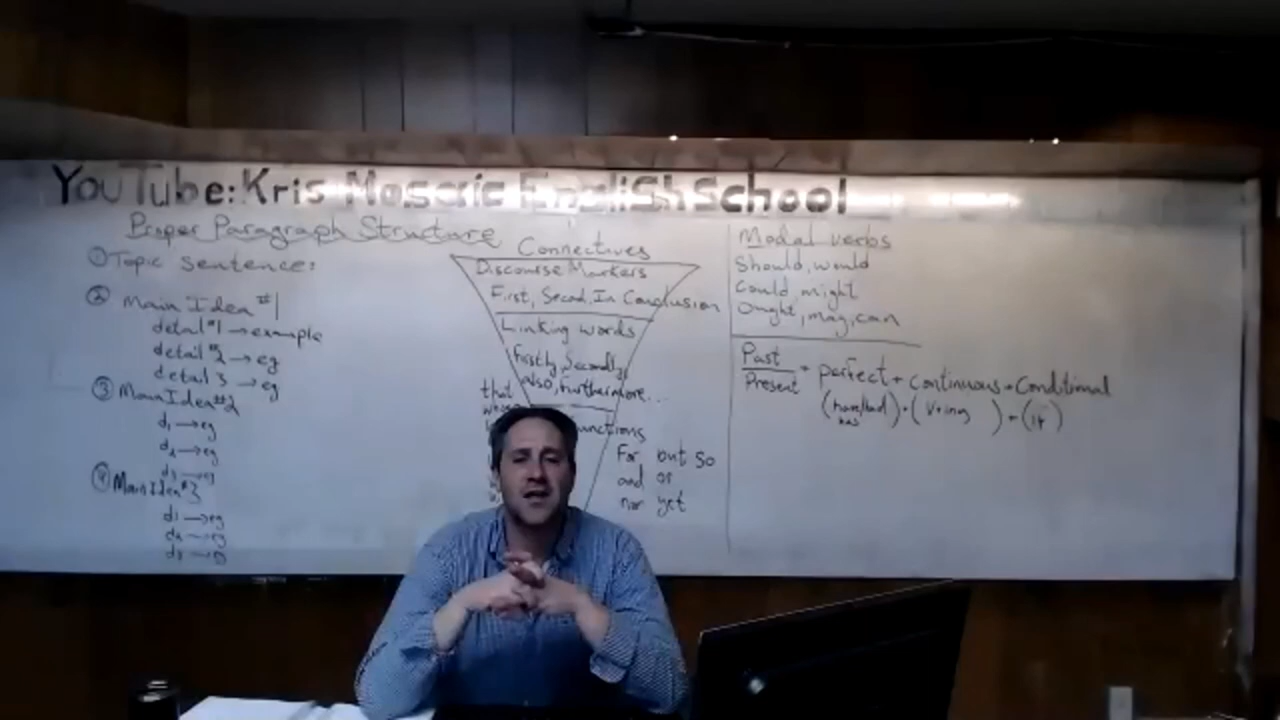 YouTube: Kris Mosaic English School
Proper Paragraph Structure
① Topic sentence:
② Main Idea #1
detail #1 → example
detail #2 → eg
detail 3 → eg
③ Main Idea #2
d1 → eg
d2 → eg
d3 → eg
④ Main Idea #3
d1 → eg
d2 → eg
d3 → eg
Connectives
Discourse Markers
First, Second, In Conclusion
Linking words
Firstly, Secondly,
also, furthermore...
that
For but so
and or
nor yet
Modal verbs
Should, would
Could, might
Ought, may, can
Past
Present
+ perfect + continuous + Conditional
(have/had) + (V+ing ) + (if)
has